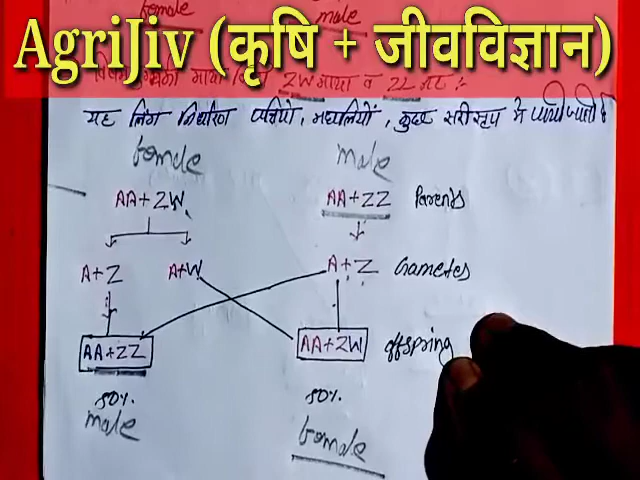 female male
AgriJiv (कृषि + जीवविज्ञान)
ZW मादा व ZZ नर :-
यह लिंग निर्धारण पक्षियो, मछलियों, कुछ सरीसृप मे पायी जाती है
female male
AA+ZW AA+ZZ Parents
A+Z A+W A+Z Gametes
AA+ZZ AA+ZW offspring
50% 50%
male female